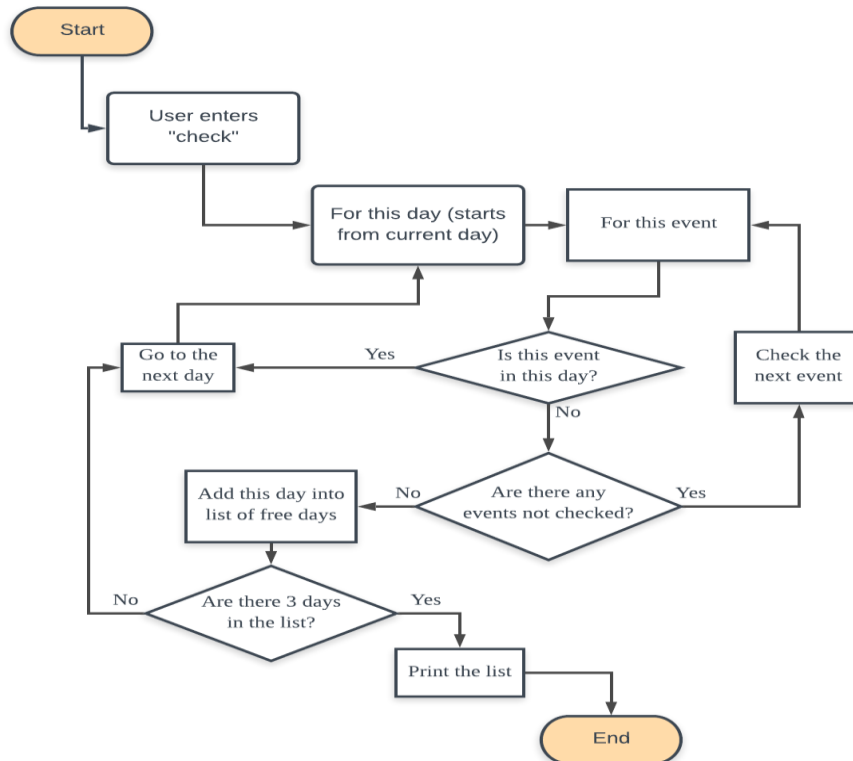 Start
User enters
"check"
For this day (starts
from current day)
For this event
Go to the
next day
Yes
Is this event
in this day?
Check the
next event
No
Add this day into
list of free days
No
Are there any
events not checked?
Yes
No
Are there 3 days
in the list?
Yes
Print the list
End